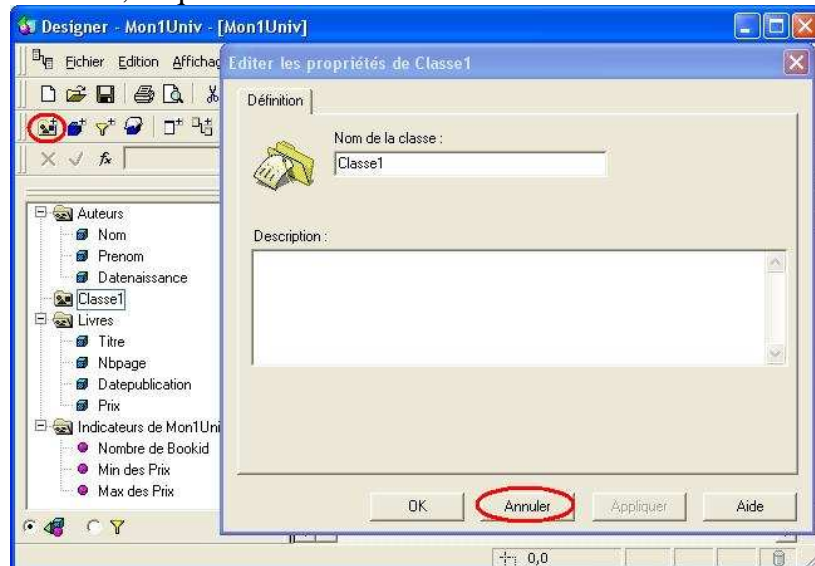 Designer - Mon1Univ - [Mon1Univ]
Fichier Edition Affichag
Editer les propriétés de Classe1
Définition
Nom de la classe :
Classe1
Description :
Auteurs
Nom
Prenom
Datenaissance
Classe1
Livres
Titre
Nbpage
Datepublication
Prix
Indicateurs de Mon1Uni
Nombre de Bookid
Min des Prix
Max des Prix
OK Annuler Appliquer Aide
0,0